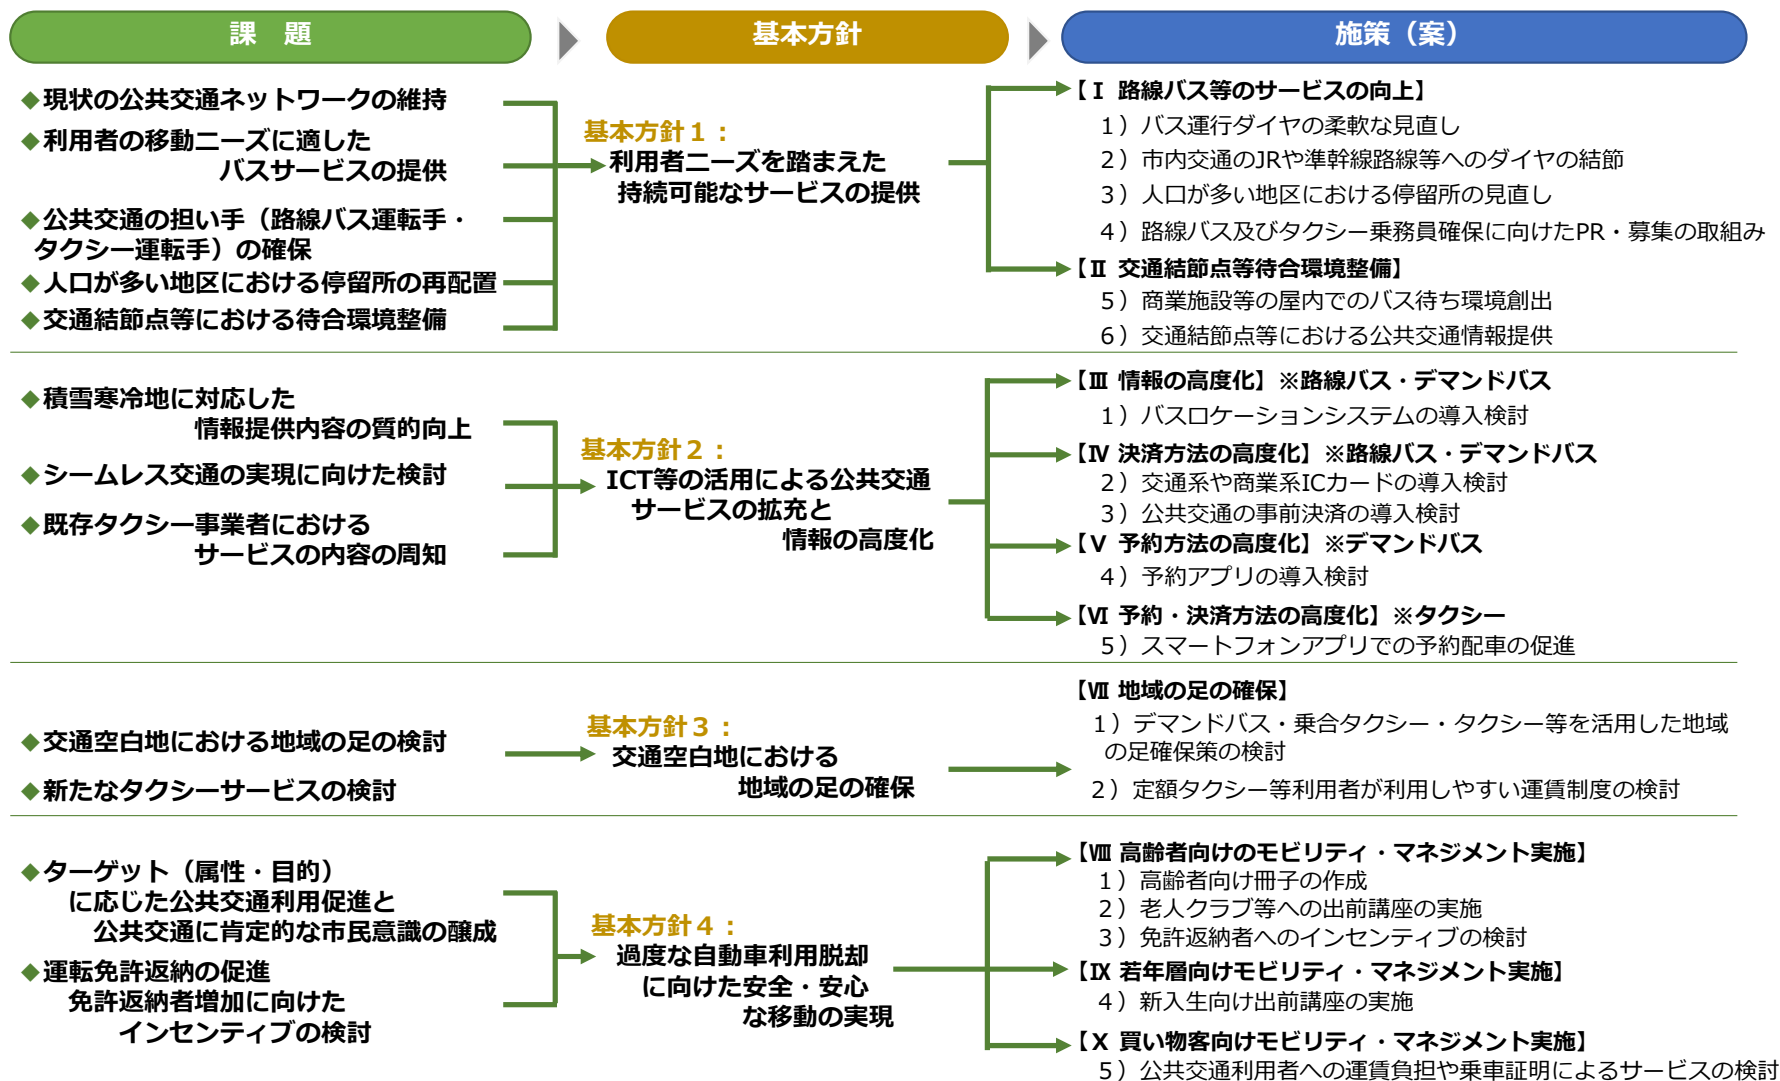 課　題
基本方針
施策（案）
◆現状の公共交通ネットワークの維持
◆利用者の移動ニーズに適した
バスサービスの提供
◆公共交通の担い手（路線バス運転手・
タクシー運転手）の確保
◆人口が多い地区における停留所の再配置
◆交通結節点等における待合環境整備
基本方針１：
利用者ニーズを踏まえた
持続可能なサービスの提供
【Ⅰ 路線バス等のサービスの向上】
１）バス運行ダイヤの柔軟な見直し
２）市内交通のJRや準幹線路線等へのダイヤの結節
３）人口が多い地区における停留所の見直し
４）路線バス及びタクシー乗務員確保に向けたPR・募集の取組み
【Ⅱ 交通結節点等待合環境整備】
５）商業施設等の屋内でのバス待ち環境創出
６）交通結節点等における公共交通情報提供
◆積雪寒冷地に対応した
情報提供内容の質的向上
◆シームレス交通の実現に向けた検討
◆既存タクシー事業者における
サービスの内容の周知
基本方針２：
ICT等の活用による公共交通
サービスの拡充と
情報の高度化
【Ⅲ 情報の高度化】※路線バス・デマンドバス
１）バスロケーションシステムの導入検討
【Ⅳ 決済方法の高度化】※路線バス・デマンドバス
２）交通系や商業系ICカードの導入検討
３）公共交通の事前決済の導入検討
【Ⅴ 予約方法の高度化】※デマンドバス
４）予約アプリの導入検討
【Ⅵ 予約・決済方法の高度化】※タクシー
５）スマートフォンアプリでの予約配車の促進
◆交通空白地における地域の足の検討
◆新たなタクシーサービスの検討
基本方針３：
交通空白地における
地域の足の確保
【Ⅶ 地域の足の確保】
１）デマンドバス・乗合タクシー・タクシー等を活用した地域
の足確保策の検討
２）定額タクシー等利用者が利用しやすい運賃制度の検討
◆ターゲット（属性・目的）
に応じた公共交通利用促進と
公共交通に肯定的な市民意識の醸成
◆運転免許返納の促進
免許返納者増加に向けた
インセンティブの検討
基本方針４：
過度な自動車利用脱却
に向けた安全・安心
な移動の実現
【Ⅷ 高齢者向けのモビリティ・マネジメント実施】
１）高齢者向け冊子の作成
２）老人クラブ等への出前講座の実施
３）免許返納者へのインセンティブの検討
【Ⅸ 若年層向けモビリティ・マネジメント実施】
４）新入生向け出前講座の実施
【Ⅹ 買い物客向けモビリティ・マネジメント実施】
５）公共交通利用者への運賃負担や乗車証明によるサービスの検討